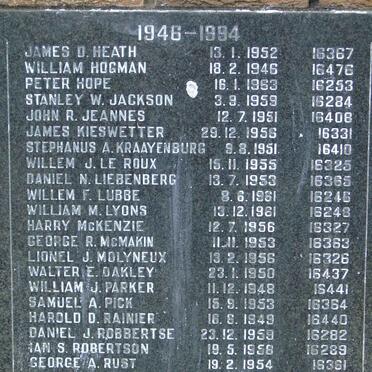 1946-1994
JAMES D. HEATH 13. 1. 1952 16367
WILLIAM HOGMAN 18. 2. 1946 16476
PETER HOPE 16. 1. 1963 16253
STANLEY W. JACKSON 3. 9. 1959 16284
JOHN R. JEANNES 12. 7. 1951 16408
JAMES KIESWETTER 29. 12. 1956 16331
STEPHANUS A. KRAAYENBURG 9. 8. 1951 16410
WILLEM J. LE ROUX 15. 11. 1955 16325
DANIEL N. LIEBENBERG 13. 7. 1953 16365
WILLEM F. LUBBE 8. 6. 1961 16246
WILLIAM M. LYONS 13. 12. 1961 16248
HARRY McKENZIE 12. 7. 1956 16327
GEORGE R. McMAKIN 11. 11. 1953 16363
LIONEL J. MOLYNEUX 13. 2. 1956 16326
WALTER E. OAKLEY 23. 1. 1950 16437
WILLIAM J. PARKER 11. 12. 1948 16441
SAMUEL A. PICK 15. 9. 1953 16364
HAROLD D. RAINIER 16. 8. 1949 16440
DANIEL J. ROBBERTSE 23. 12. 1959 16282
IAN S. ROBERTSON 19. 5. 1958 16289
GEORGE A. RUST 19. 2. 1954 16361